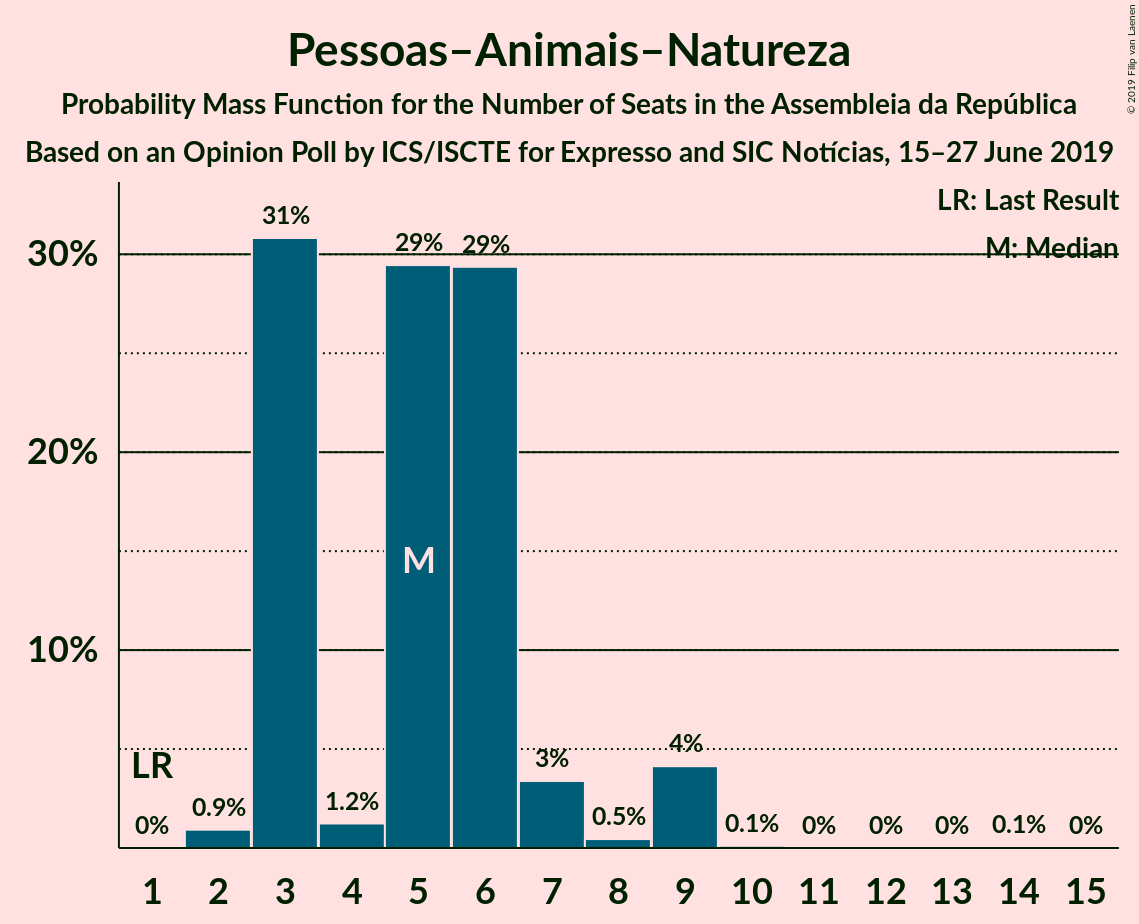 Pessoas–Animais–Natureza
Probability Mass Function for the Number of Seats in the Assembleia da República
Based on an Opinion Poll by ICS/ISCTE for Expresso and SIC Notícias, 15–27 June 2019
© 2019 Filip van Laenen
LR: Last Result
M: Median
30%
20%
10%
LR
M
0% 0.9% 31% 1.2% 29% 29% 3% 0.5% 4% 0.1% 0% 0% 0% 0.1% 0%
1 2 3 4 5 6 7 8 9 10 11 12 13 14 15